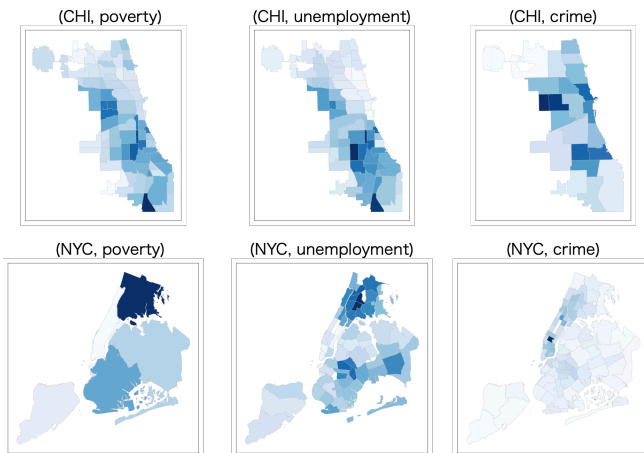 (CHI, poverty)
(CHI, unemployment)
(CHI, crime)
(NYC, poverty)
(NYC, unemployment)
(NYC, crime)